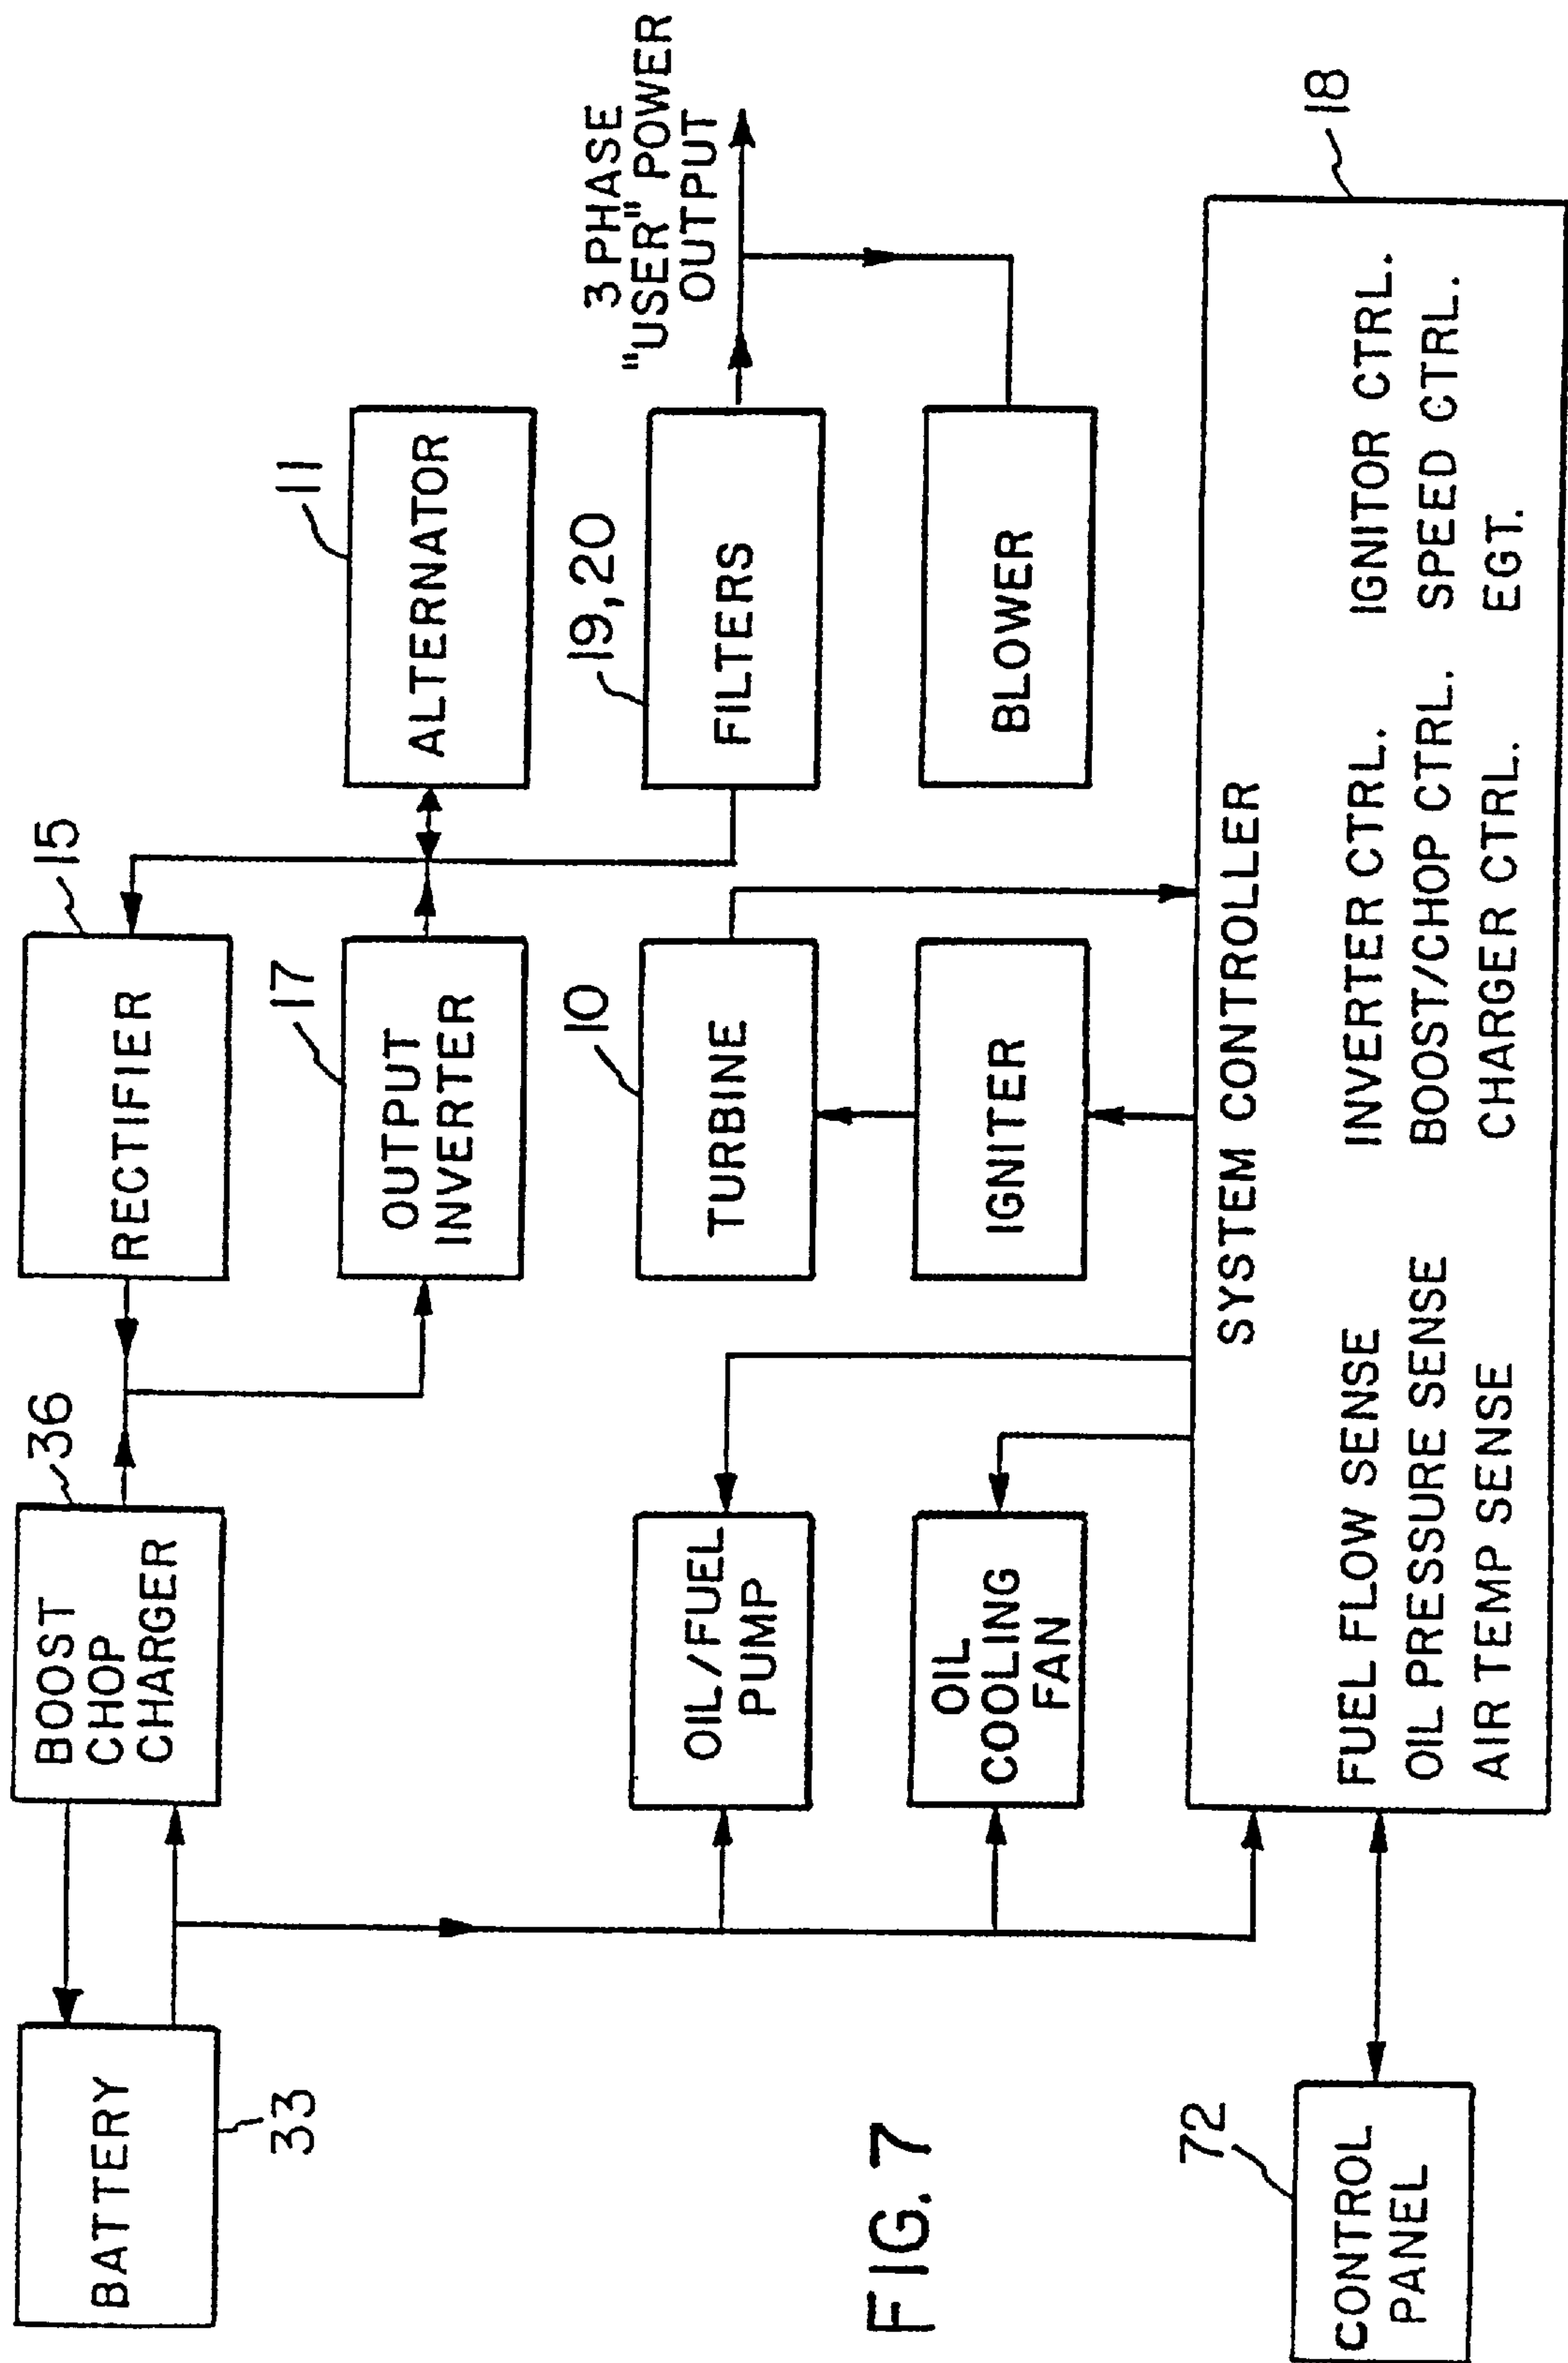 BATTERY
33
BOOST
CHOP
CHARGER
36
RECTIFIER
15
OUTPUT
INVERTER
17
ALTERNATOR
11
3 PHASE
"USER" POWER
OUTPUT
OIL/FUEL
PUMP
TURBINE
10
FILTERS
19,20
OIL
COOLING
FAN
IGNITER
BLOWER
FIG. 7
CONTROL
PANEL
72
SYSTEM CONTROLLER
18
FUEL FLOW SENSE
INVERTER CTRL.
IGNITOR CTRL.
OIL PRESSURE SENSE
BOOST/CHOP CTRL.
SPEED CTRL.
AIR TEMP SENSE
CHARGER CTRL.
EGT.